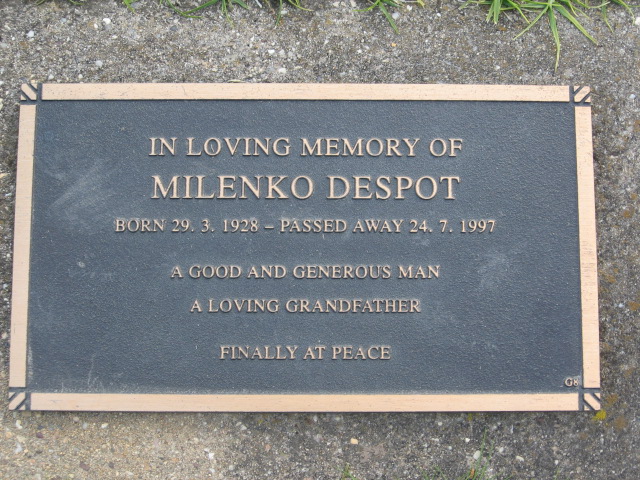 IN LOVING MEMORY OF
MILENKO DESPOT
BORN 29. 3. 1928 – PASSED AWAY 24. 7. 1997
A GOOD AND GENEROUS MAN
A LOVING GRANDFATHER
FINALLY AT PEACE
G8